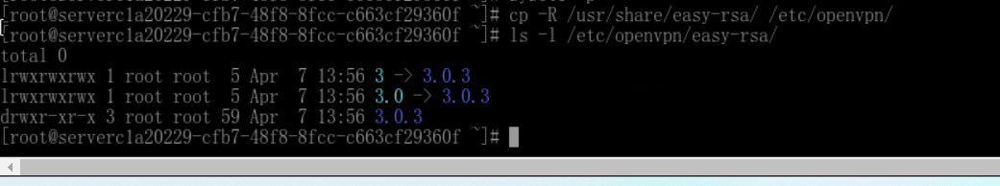 [root@serverc1a20229-cfb7-48f8-8fcc-c663cf29360f ~]# cp -R /usr/share/easy-rsa/ /etc/openvpn/
[root@serverc1a20229-cfb7-48f8-8fcc-c663cf29360f ~]# ls -l /etc/openvpn/easy-rsa/
total 0
lrwxrwxrwx 1 root root  5 Apr  7 13:56 3 -> 3.0.3
lrwxrwxrwx 1 root root  5 Apr  7 13:56 3.0 -> 3.0.3
drwxr-xr-x 3 root root 59 Apr  7 13:56 3.0.3
[root@serverc1a20229-cfb7-48f8-8fcc-c663cf29360f ~]#